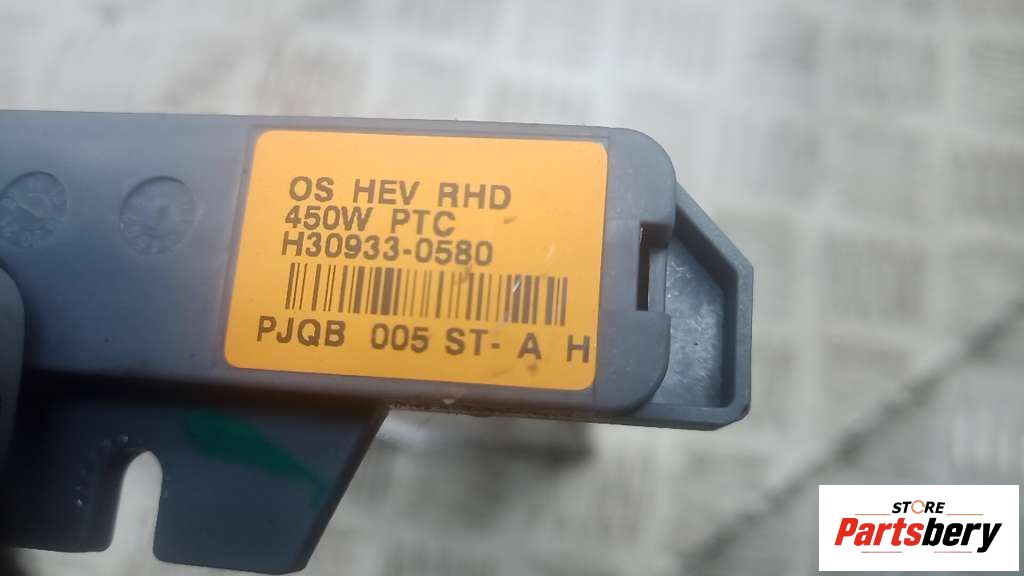 OS HEV RHD
450W PTC
H30933-0580
PJQB 005 ST- A H
STORE
Partsbery